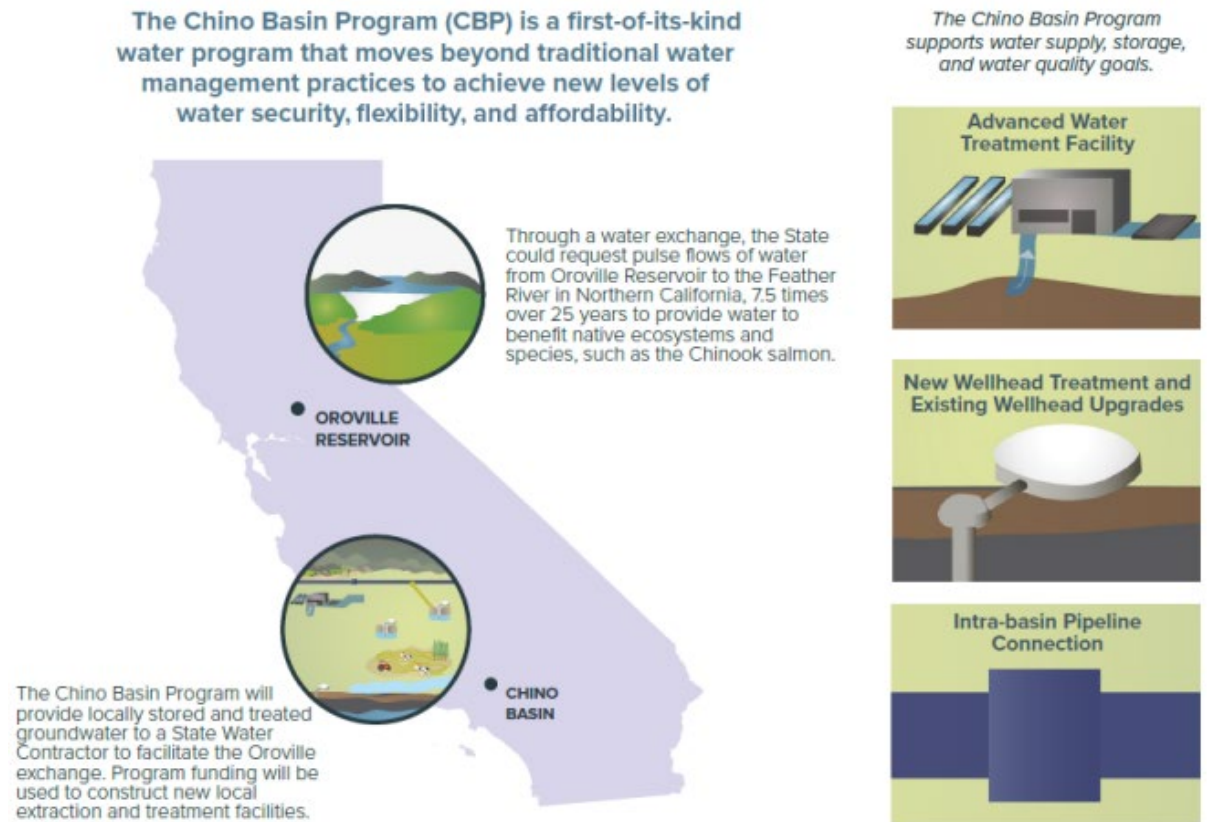 The Chino Basin Program (CBP) is a first-of-its-kind
water program that moves beyond traditional water
management practices to achieve new levels of
water security, flexibility, and affordability.
Through a water exchange, the State
could request pulse flows of water
from Oroville Reservoir to the Feather
River in Northern California, 7.5 times
over 25 years to provide water to
benefit native ecosystems and
species, such as the Chinook salmon.
OROVILLE
RESERVOIR
CHINO
BASIN
The Chino Basin Program will
provide locally stored and treated
groundwater to a State Water
Contractor to facilitate the Oroville
exchange. Program funding will be
used to construct new local
extraction and treatment facilities.
The Chino Basin Program
supports water supply, storage,
and water quality goals.
Advanced Water
Treatment Facility
New Wellhead Treatment and
Existing Wellhead Upgrades
Intra-basin Pipeline
Connection